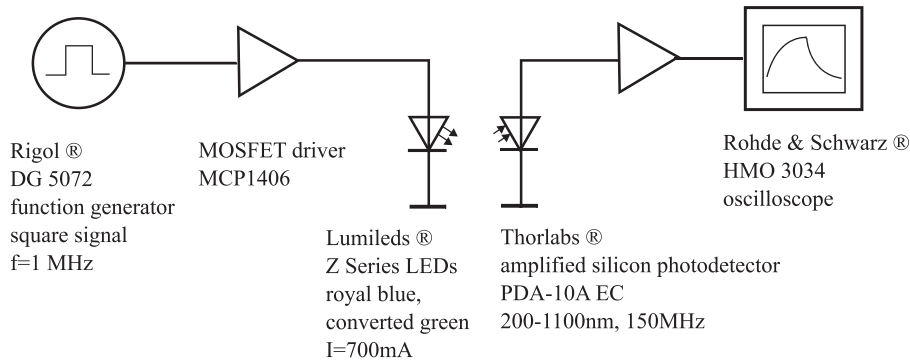 Rigol ®
DG 5072
function generator
square signal
f=1 MHz
MOSFET driver
MCP1406
Lumileds ®
Z Series LEDs
royal blue,
converted green
I=700mA
Thorlabs ®
amplified silicon photodetector
PDA-10A EC
200-1100nm, 150MHz
Rohde & Schwarz ®
HMO 3034
oscilloscope